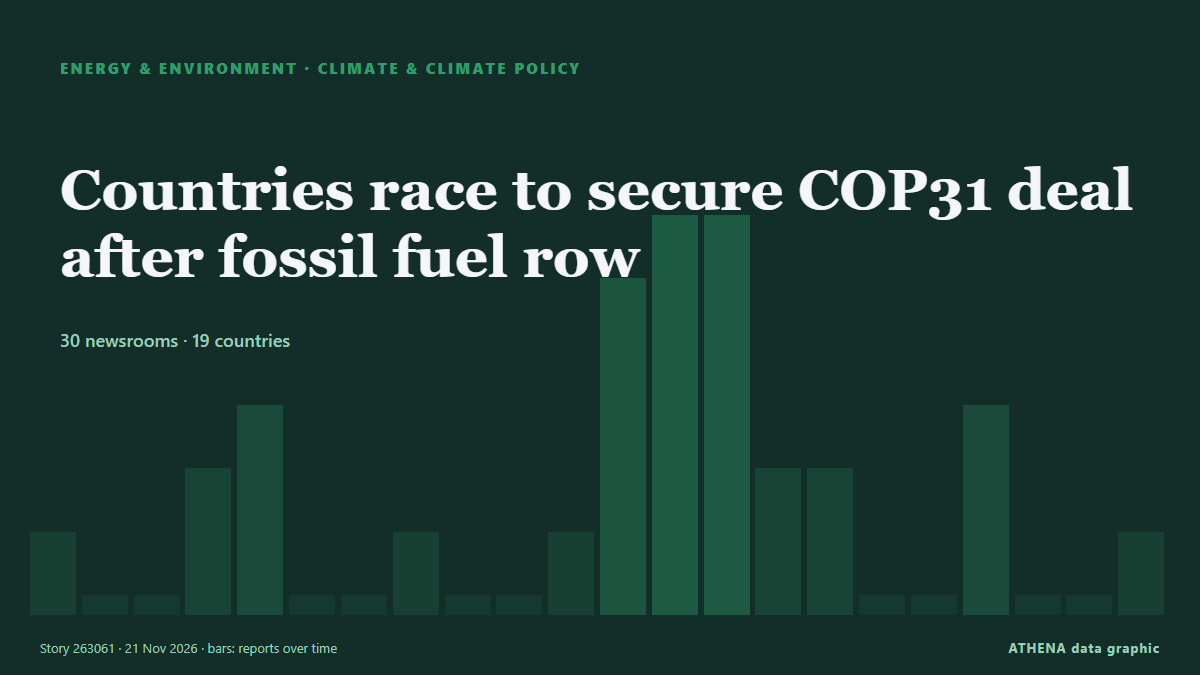 ENERGY & ENVIRONMENT · CLIMATE & CLIMATE POLICY
Countries race to secure COP31 deal
after fossil fuel row
30 newsrooms · 19 countries
Story 263061 · 21 Nov 2026 · bars: reports over time
ATHENA data graphic